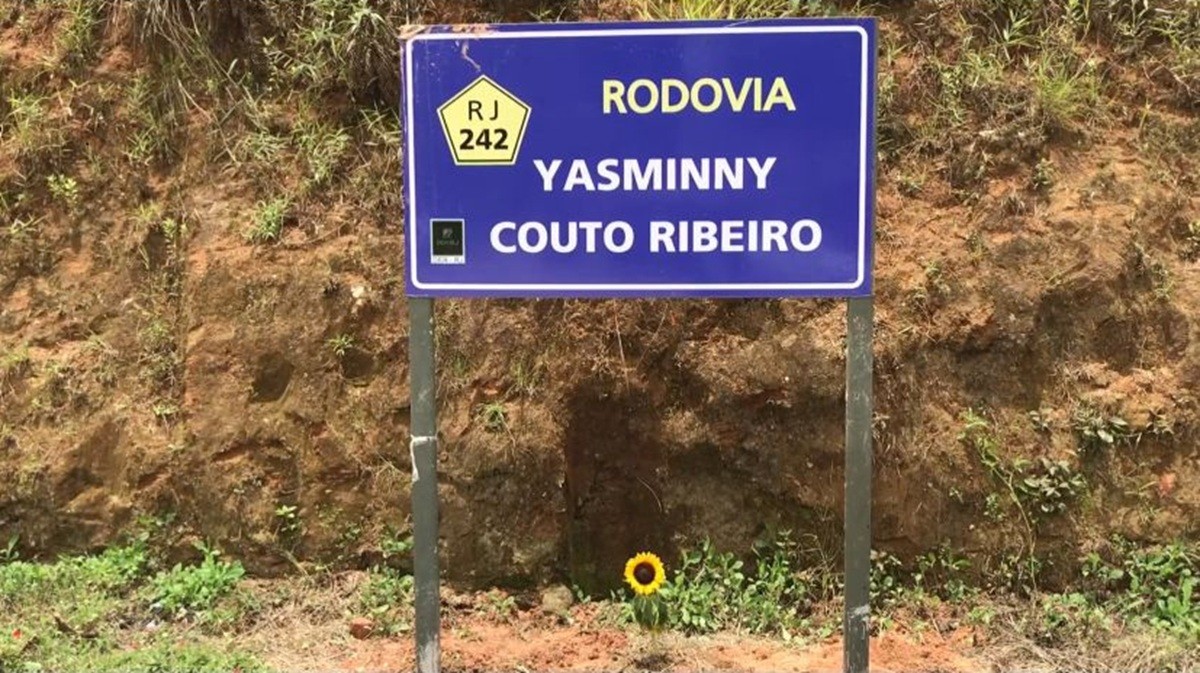 RJ
242
RODOVIA
YASMINNY
COUTO RIBEIRO